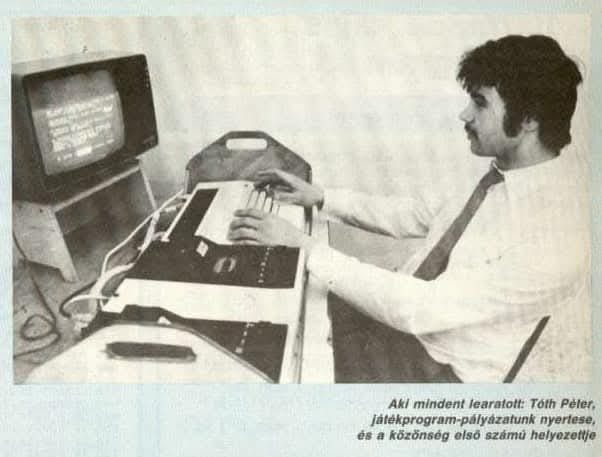 Aki mindent learatott: Tóth Péter,
játékprogram-pályázatunk nyertese,
és a közönség első számú helyezettje